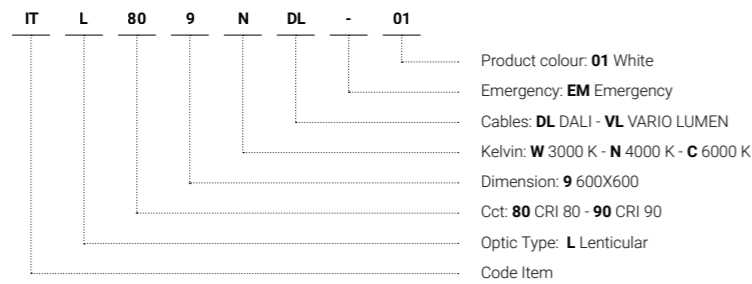 IT L 80 9 N DL - 01
Product colour: 01 White
Emergency: EM Emergency
Cables: DL DALI - VL VARIO LUMEN
Kelvin: W 3000 K - N 4000 K - C 6000 K
Dimension: 9 600X600
Cct: 80 CRI 80 - 90 CRI 90
Optic Type: L Lenticular
Code Item